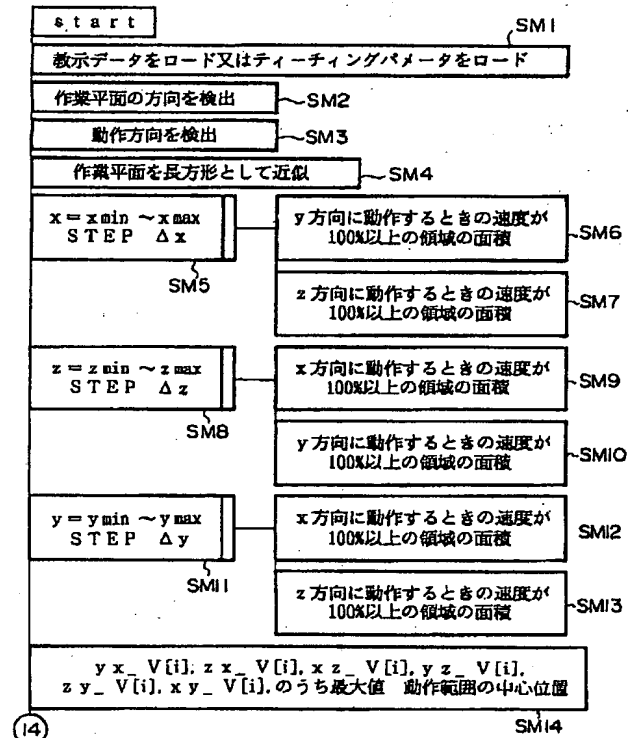 start
SM1
教示データをロード又はティーチングパメータをロード
作業平面の方向を検出
SM2
動作方向を検出
SM3
作業平面を長方形として近似
SM4
x=xmin ~xmax
STEP Δx
SM5
y方向に動作するときの速度が
100%以上の領域の面積
SM6
z方向に動作するときの速度が
100%以上の領域の面積
SM7
z=zmin ~zmax
STEP Δz
SM8
x方向に動作するときの速度が
100%以上の領域の面積
SM9
y方向に動作するときの速度が
100%以上の領域の面積
SM10
y=ymin ~ymax
STEP Δy
SM11
x方向に動作するときの速度が
100%以上の領域の面積
SM12
z方向に動作するときの速度が
100%以上の領域の面積
SM13
yx_V[i], zx_V[i], xz_V[i], yz_V[i],
zy_V[i], xy_V[i],のうち最大値 動作範囲の中心位置
SM14
14